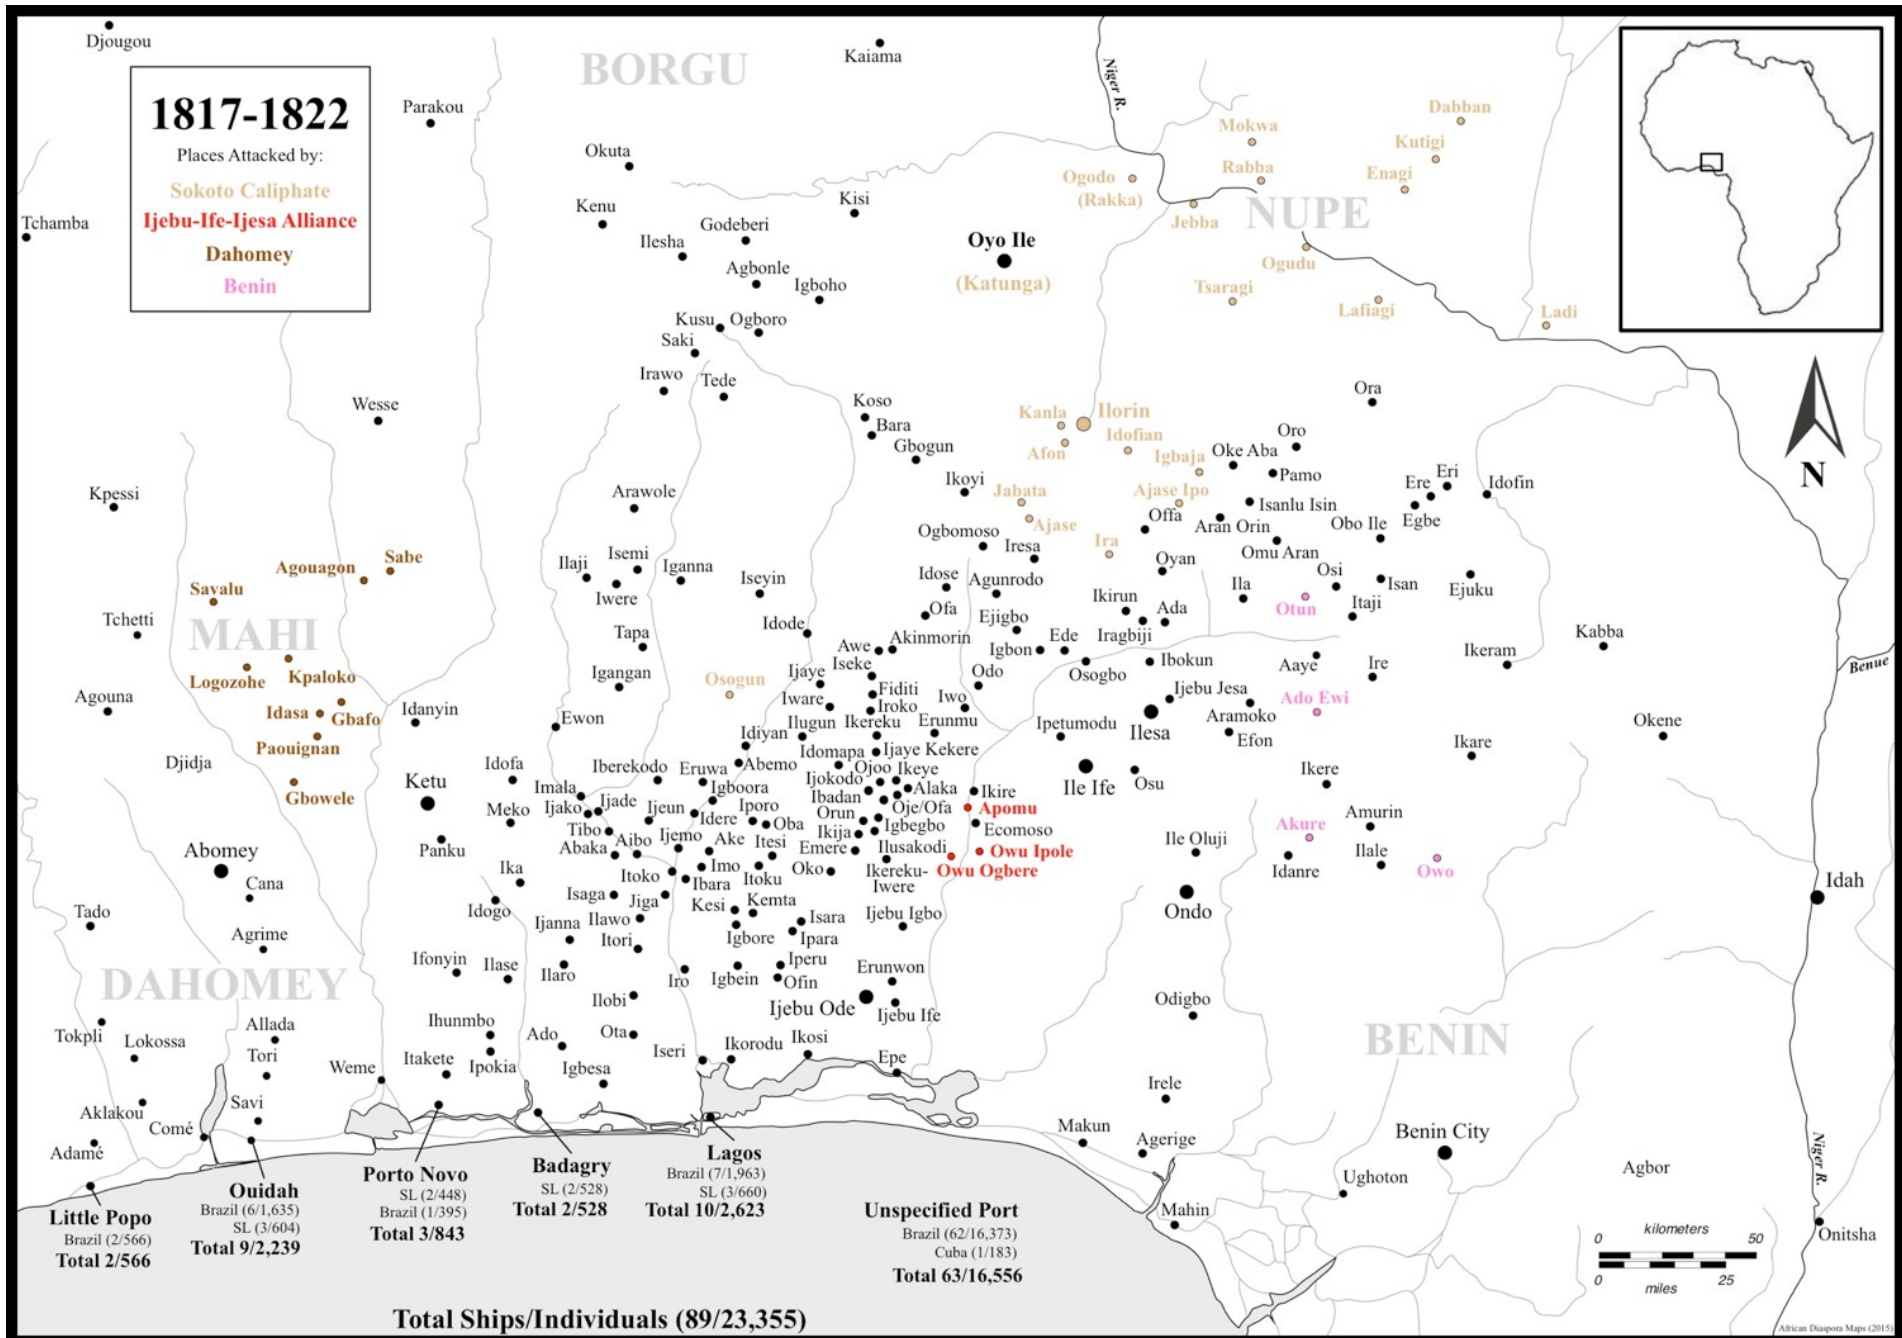 1817-1822
Places Attacked by:
Sokoto Caliphate
Ijebu-Ife-Ijesa Alliance
Dahomey
Benin
BORGU
NUPE
MAHI
DAHOMEY
BENIN
Djougou
Kaiama
Niger R.
Parakou
Dabban
Mokwa
Kutigi
Okuta
Rabba
Enagi
Ogodo
(Rakka)
Kisi
Kenu
Jebba
Tchamba
Godeberi
Ilesha
Oyo Ile
(Katunga)
Ogudu
Agbonle
Igboho
Tsaragi
Lafiagi
Ladi
Kusu
Ogboro
Saki
Irawo
Tede
Ora
Wesse
Koso
Bara
Gbogun
Kanla
Ilorin
Afon
Idofian
Igbaja
Oke Aba
Oro
Pamo
Ikoyi
Jabata
Ajase
Ajase Ipo
Isanlu Isin
Ere
Eri
Idofin
Egbe
N
Kpessi
Arawole
Ogbomoso
Iresa
Ira
Offa
Aran Orin
Obo Ile
Omu Aran
Agouagon
Sabe
Savalu
Ilaji
Isemi
Iwere
Iganna
Iseyin
Idose
Agunrodo
Oyan
Ila
Osi
Isan
Ejuku
Otun
Itaji
Tchetti
Tapa
Idode
Ofa
Ejigbo
Ikirun
Ada
Iragbiji
Akinmorin
Awe
Iseke
Igbon
Ede
Osogbo
Ibokun
Aaye
Ire
Ikeram
Kabba
Benue
Logozohe
Kpaloko
Igangan
Osogun
Ijaye
Fiditi
Odo
Agouna
Idasa
Gbafo
Idanyin
Ewon
Iware
Iroko
Iwo
Ijebu Jesa
Ado Ewi
Aramoko
Okene
Paouignan
Idiyan
Ilugun
Ikereku
Erunmu
Ipetumodu
Ilesa
Efon
Ikare
Djidja
Gbowele
Ketu
Idofa
Iberekodo
Eruwa
Abemo
Idomapa
Ijaye Kekere
Ile Ife
Osu
Ikere
Imala
Igboora
Ijokodo
Ojoo
Ikeye
Alaka
Ikire
Meko
Ijako
Ijade
Ijeun
Idere
Iporo
Ibadan
Oje/Ofa
Apomu
Amurin
Panku
Tibo
Aibo
Ijemo
Ake
Oba
Orun
Igbegbo
Ecomoso
Akure
Abaka
Itesi
Ikija
Emere
Ilusakodi
Owu Ipole
Ile Oluji
Ilale
Abomey
Ika
Itoko
Imo
Itoku
Oko
Ikereku-
Iwere
Owu Ogbere
Idanre
Owo
Cana
Idogo
Isaga
Jiga
Ibara
Kesi
Kemta
Isara
Ijebu Igbo
Ondo
Idah
Tado
Ijanna
Ilawo
Igbore
Ipara
Agrime
Itori
Ifonyin
Ilase
Ilaro
Iro
Igbein
Iperu
Ofin
Erunwon
Ilobi
Ijebu Ode
Ijebu Ife
Odigbo
Tokpli
Lokossa
Allada
Tori
Ihunmbo
Ado
Ota
Iseri
Ikorodu
Ikosi
Epe
Weme
Itakete
Ipokia
Igbesa
Irele
Aklakou
Savi
Comé
Makun
Agerige
Benin City
Adamé
Ughoton
Agbor
Niger R.
Mahin
Onitsha
Little Popo
Brazil (2/566)
Total 2/566
Ouidah
Brazil (6/1,635)
SL (3/604)
Total 9/2,239
Porto Novo
SL (2/448)
Brazil (1/395)
Total 3/843
Badagry
SL (2/528)
Total 2/528
Lagos
Brazil (7/1,963)
SL (3/660)
Total 10/2,623
Unspecified Port
Brazil (62/16,373)
Cuba (1/183)
Total 63/16,556
Total Ships/Individuals (89/23,355)
kilometers
0 50
0 25
miles
African Diaspora Maps (2015)